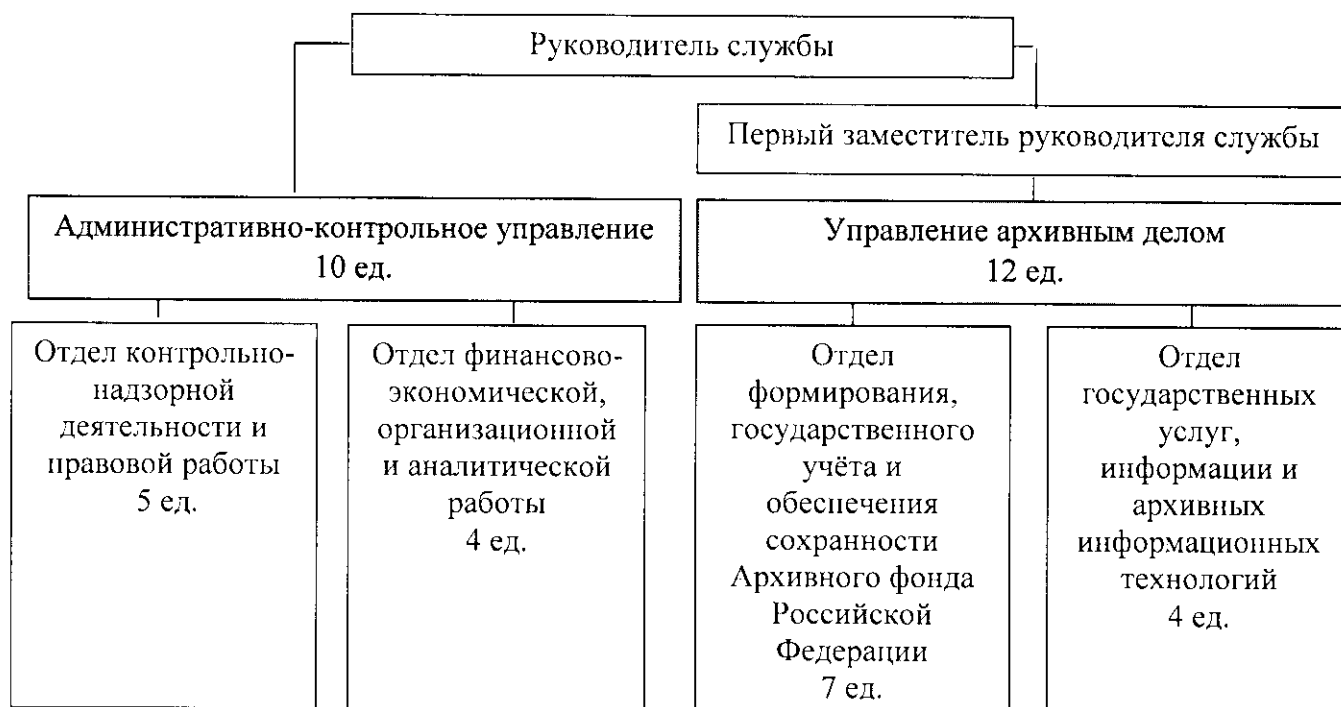 Руководитель службы
Первый заместитель руководителя службы
Административно-контрольное управление
10 ед.
Управление архивным делом
12 ед.
Отдел контрольно-
надзорной
деятельности и
правовой работы
5 ед.
Отдел финансово-
экономической,
организационной
и аналитической
работы
4 ед.
Отдел
формирования,
государственного
учёта и
обеспечения
сохранности
Архивного фонда
Российской
Федерации
7 ед.
Отдел
государственных
услуг,
информации и
архивных
информационных
технологий
4 ед.